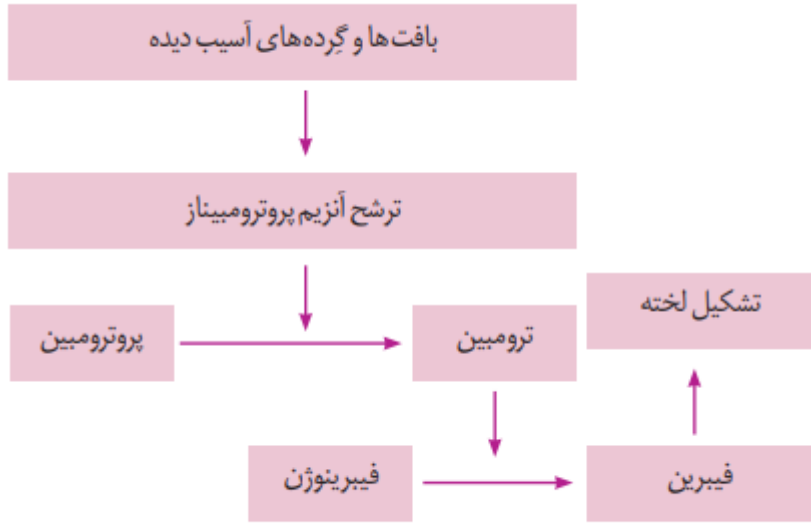 بافت‌ها و گِرده‌های آسیب دیده
ترشح آنزیم پروترومبیناز
تشکیل لخته
پروترومبین
ترومبین
فیبرینوژن
فیبرین